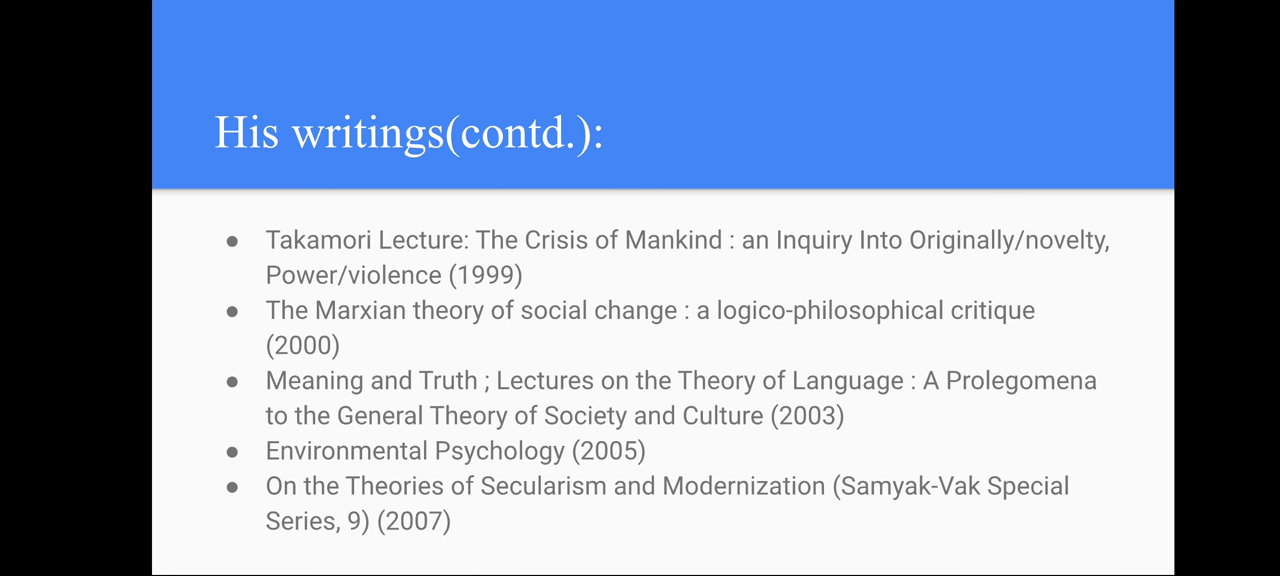 His writings(contd.):
● Takamori Lecture: The Crisis of Mankind : an Inquiry Into Originally/novelty,
Power/violence (1999)
● The Marxian theory of social change : a logico-philosophical critique
(2000)
● Meaning and Truth ; Lectures on the Theory of Language : A Prolegomena
to the General Theory of Society and Culture (2003)
● Environmental Psychology (2005)
● On the Theories of Secularism and Modernization (Samyak-Vak Special
Series, 9) (2007)